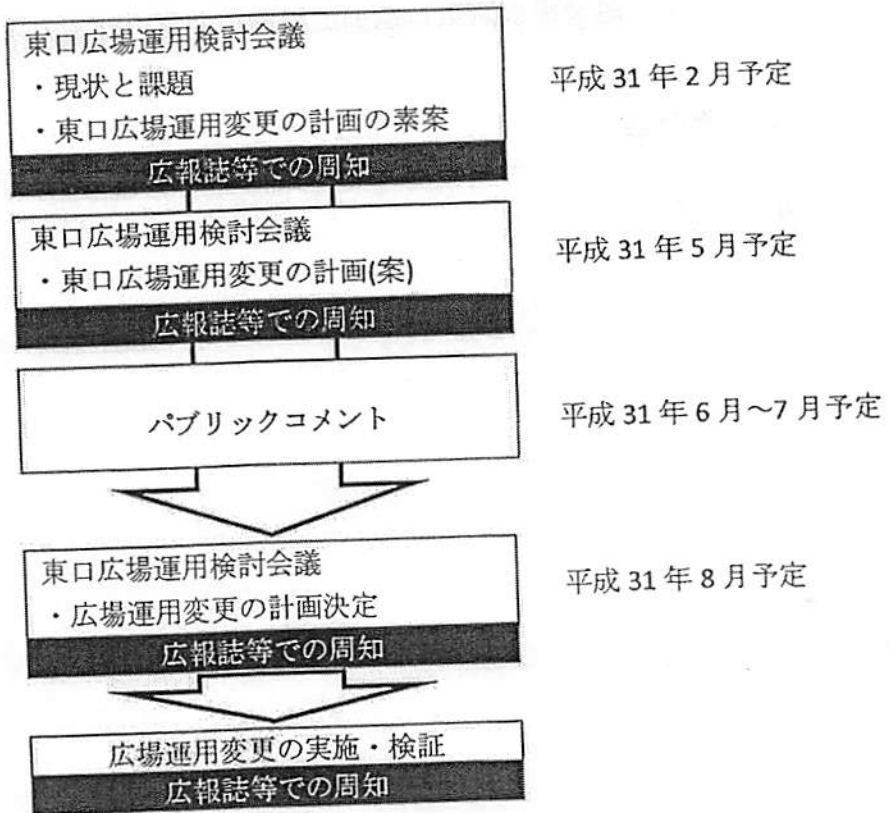 東口広場運用検討会議
・現状と課題
・東口広場運用変更の計画の素案
広報誌等での周知
平成 31 年 2 月予定
東口広場運用検討会議
・東口広場運用変更の計画(案)
広報誌等での周知
平成 31 年 5 月予定
パブリックコメント
平成 31 年 6 月～7 月予定
東口広場運用検討会議
・広場運用変更の計画決定
広報誌等での周知
平成 31 年 8 月予定
広場運用変更の実施・検証
広報誌等での周知